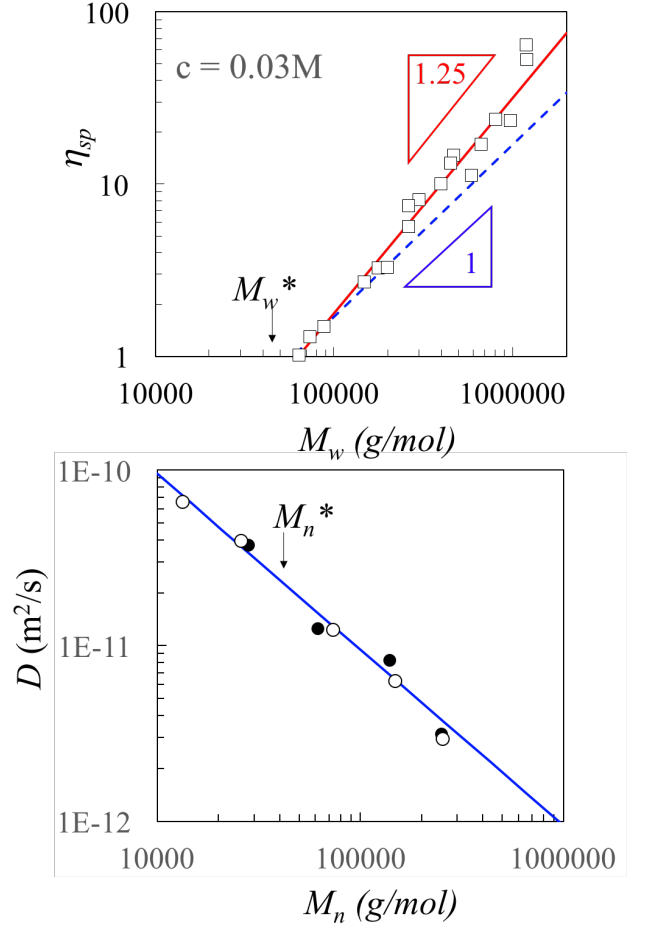 100
c = 0.03M
1.25
η_sp
10
M_w*
1
1
10000
100000
1000000
M_w (g/mol)
1E-10
M_n*
D (m²/s)
1E-11
1E-12
10000
100000
1000000
M_n (g/mol)